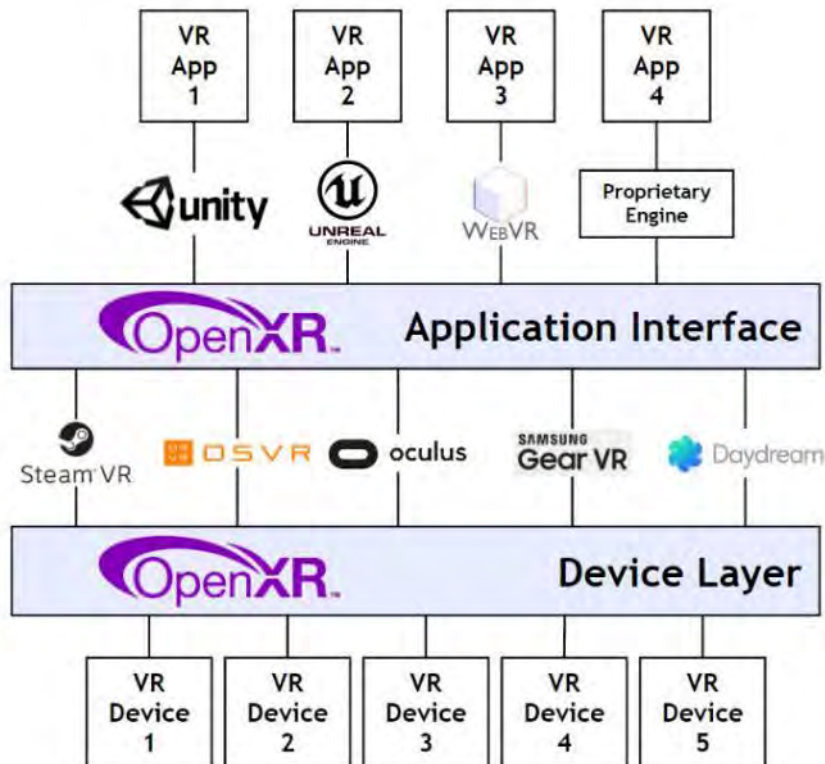 VR
App
1
VR
App
2
VR
App
3
VR
App
4
unity
UNREAL
ENGINE
WEBVR
Proprietary
Engine
OpenXR™ Application Interface
Steam VR
OSVR
oculus
SAMSUNG
Gear VR
Daydream
OpenXR™ Device Layer
VR
Device
1
VR
Device
2
VR
Device
3
VR
Device
4
VR
Device
5